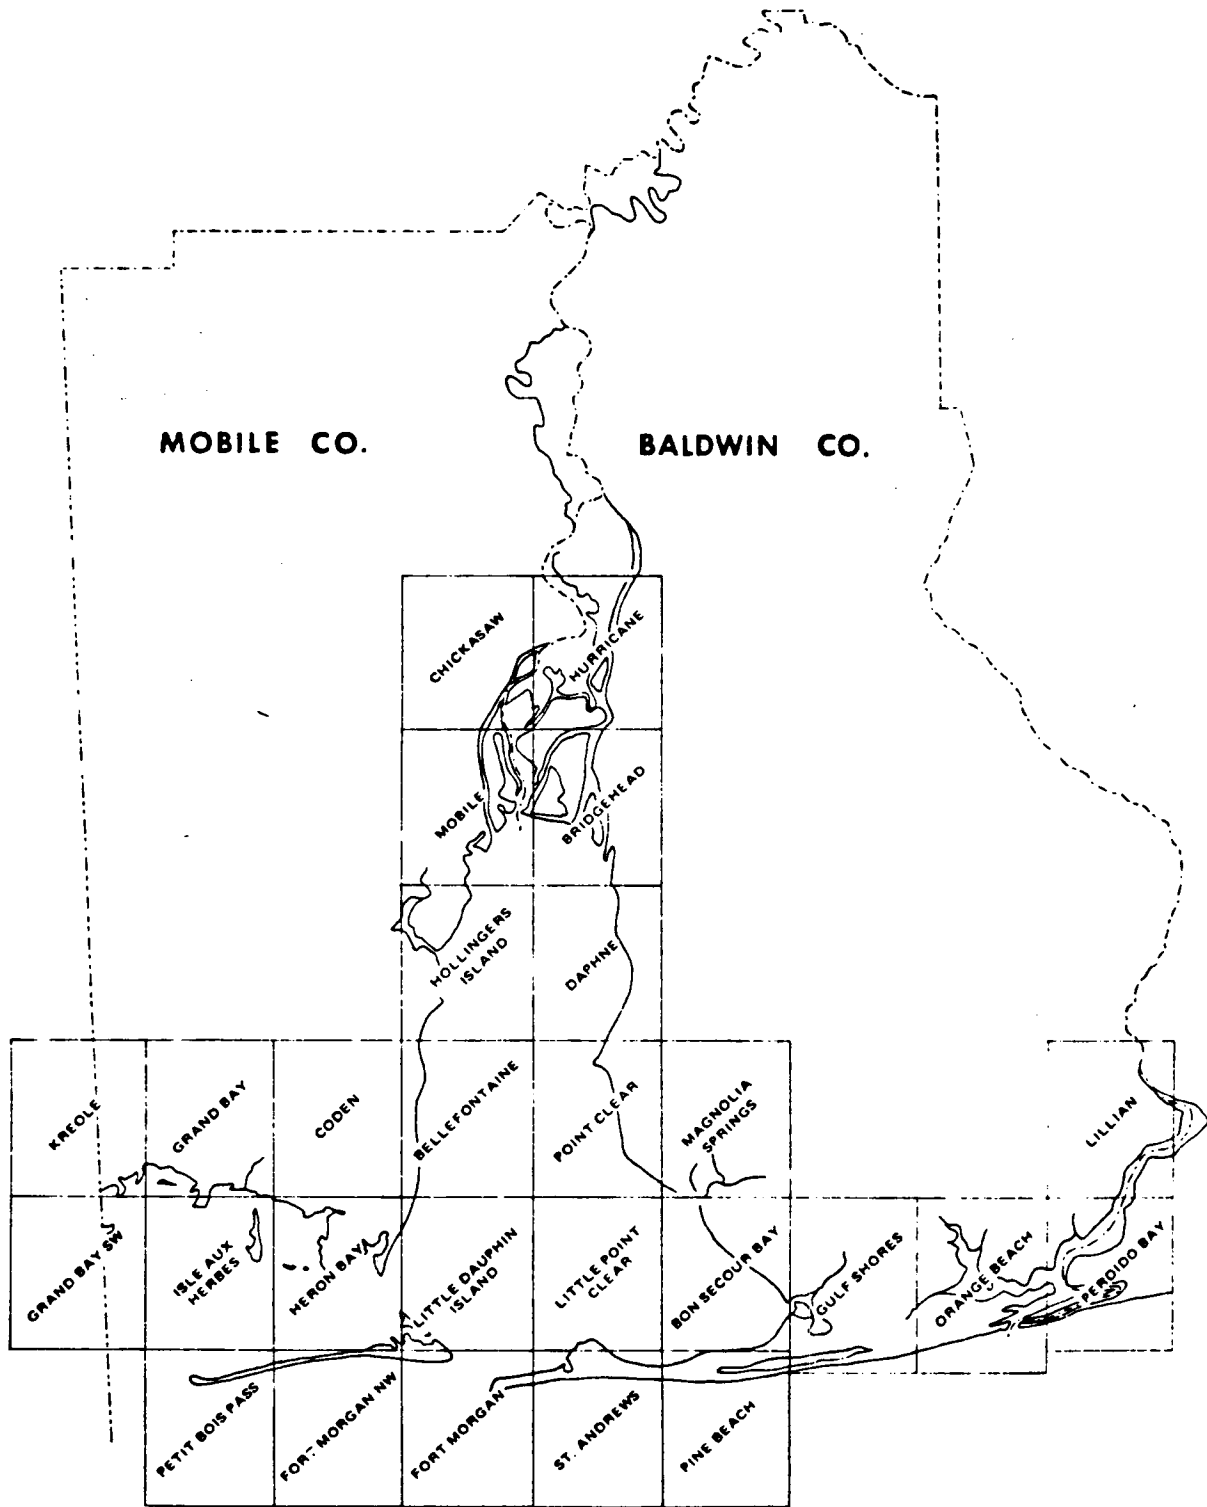 MOBILE CO.
BALDWIN CO.
CHICKASAW
HURRICANE
MOBILE
BRIDGEHEAD
HOLLINGERS
ISLAND
DAPHNE
KREOLE
GRAND BAY
CODEN
BELLEFONTAINE
POINT CLEAR
MAGNOLIA
SPRINGS
LILLIAN
GRAND BAY SW
ISLE AUX
HERBES
HERON BAY
LITTLE DAUPHIN
ISLAND
LITTLE POINT
CLEAR
BON SECOUR BAY
GULF SHORES
ORANGE BEACH
PERDIDO BAY
PETIT BOIS PASS
FORT MORGAN NW
FORT MORGAN
ST. ANDREWS
PINE BEACH